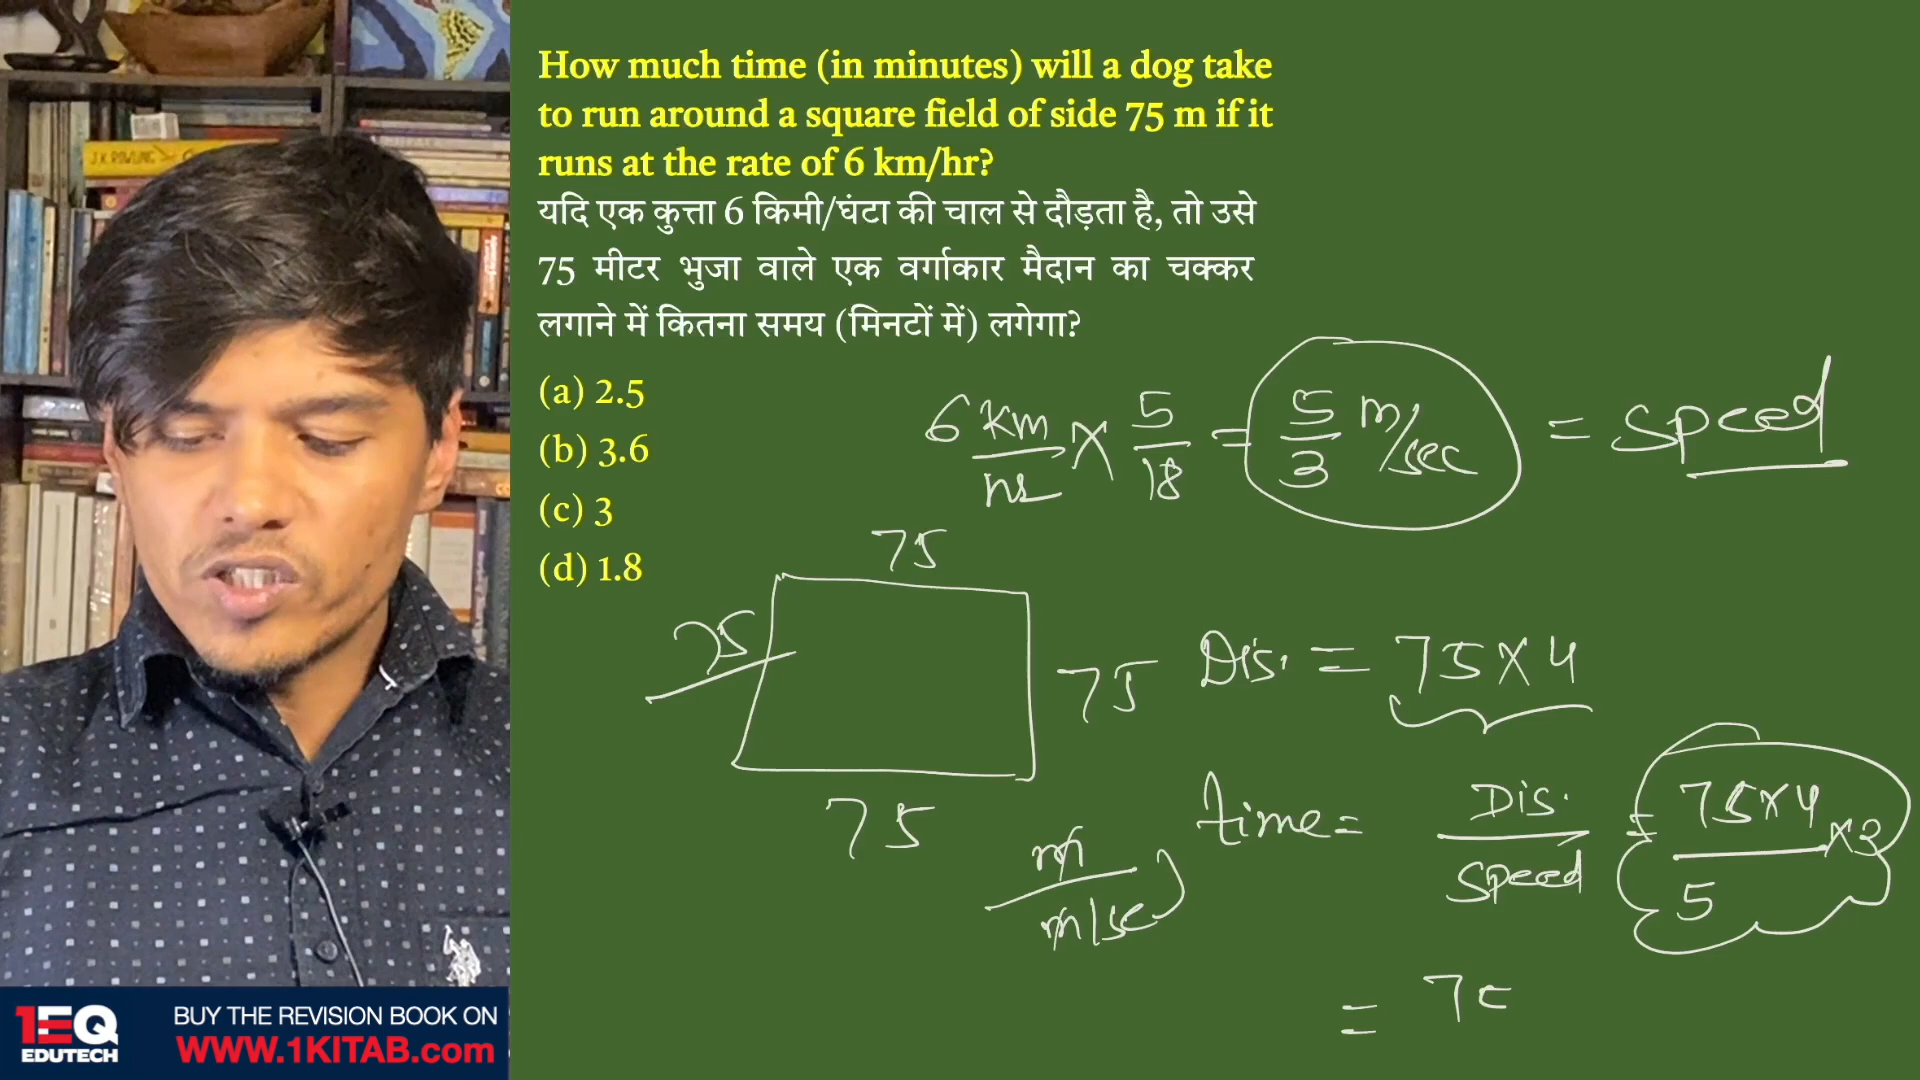 How much time (in minutes) will a dog take
to run around a square field of side 75 m if it
runs at the rate of 6 km/hr?
यदि एक कुत्ता 6 किमी/घंटा की चाल से दौड़ता है, तो उसे
75 मीटर भुजा वाले एक वर्गाकार मैदान का चक्कर
लगाने में कितना समय (मिनटों में) लगेगा?
(a) 2.5
(b) 3.6
(c) 3
(d) 1.8
6 km/hr × 5/18 = 5/3 m/sec = speed
75
75
75
75
Dis. = 75×4
time = Dis./speed = 75×4/5 ×3
m/m/sec
= 75
J.K. ROWLING
1EQ
EDUTECH
BUY THE REVISION BOOK ON
WWW.1KITAB.com